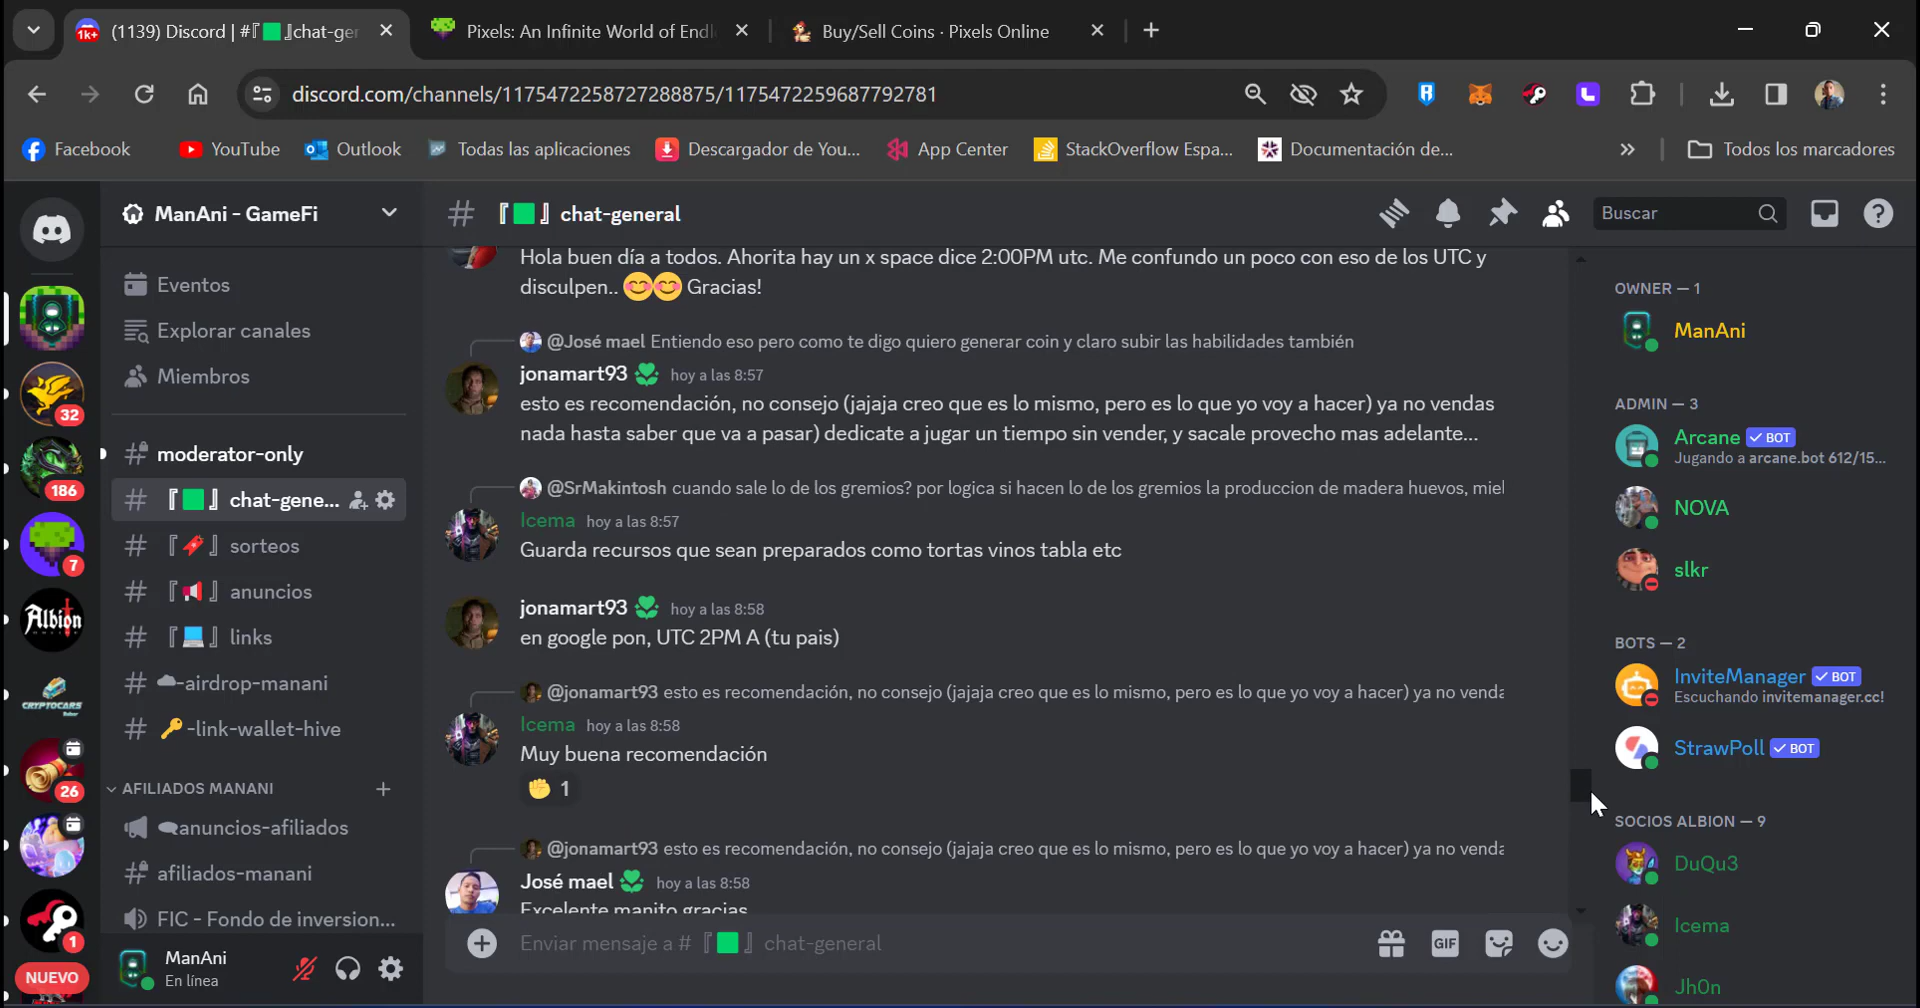 (1139) Discord | #『🟩』chat-ger
Pixels: An Infinite World of Endl
Buy/Sell Coins · Pixels Online
1k+
discord.com/channels/1175472258727288875/1175472259687792781
Facebook
YouTube
Outlook
Todas las aplicaciones
Descargador de You...
App Center
StackOverflow Espa...
Documentación de...
Todos los marcadores
ManAni - GameFi
# 『🟩』 chat-general
Buscar
Eventos
Explorar canales
Miembros
moderator-only
『🟩』 chat-gene...
『🧨』 sorteos
『📢』 anuncios
『💻』 links
☁-airdrop-manani
🔑-link-wallet-hive
AFILIADOS MANANI
🗨anuncios-afiliados
afiliados-manani
FIC - Fondo de inversion...
32
186
7
Albion
CRYPTOCARS
26
1
NUEVO
ManAni
En línea
Hola buen día a todos. Ahorita hay un x space dice 2:00PM utc. Me confundo un poco con eso de los UTC y
disculpen.. 😊😊 Gracias!
@José mael Entiendo eso pero como te digo quiero generar coin y claro subir las habilidades también
jonamart93 hoy a las 8:57
esto es recomendación, no consejo (jajaja creo que es lo mismo, pero es lo que yo voy a hacer) ya no vendas
nada hasta saber que va a pasar) dedicate a jugar un tiempo sin vender, y sacale provecho mas adelante...
@SrMakintosh cuando sale lo de los gremios? por logica si hacen lo de los gremios la produccion de madera huevos, miel
Icema hoy a las 8:57
Guarda recursos que sean preparados como tortas vinos tabla etc
jonamart93 hoy a las 8:58
en google pon, UTC 2PM A (tu pais)
@jonamart93 esto es recomendación, no consejo (jajaja creo que es lo mismo, pero es lo que yo voy a hacer) ya no venda
Icema hoy a las 8:58
Muy buena recomendación
✊ 1
@jonamart93 esto es recomendación, no consejo (jajaja creo que es lo mismo, pero es lo que yo voy a hacer) ya no venda
José mael hoy a las 8:58
Excelente manito gracias
Enviar mensaje a # 『🟩』 chat-general
GIF
OWNER — 1
ManAni
ADMIN — 3
Arcane ✓ BOT
Jugando a arcane.bot 612/15...
NOVA
slkr
BOTS — 2
InviteManager ✓ BOT
Escuchando invitemanager.cc!
StrawPoll ✓ BOT
SOCIOS ALBION — 9
DuQu3
Icema
Jh0n